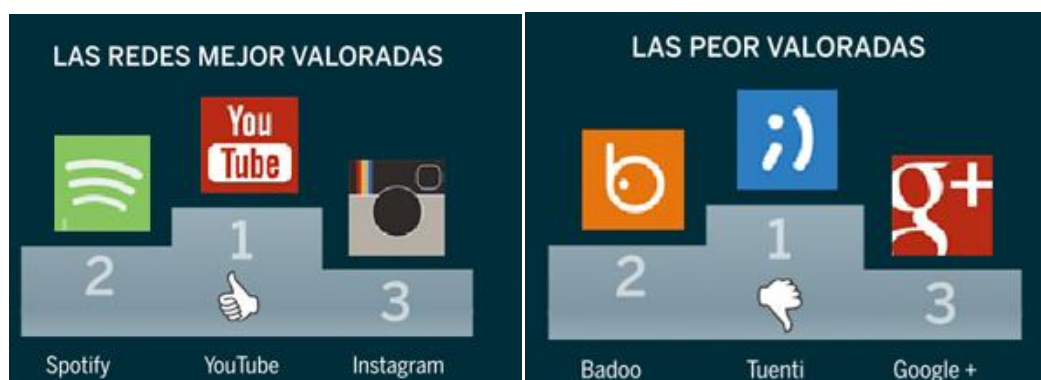 LAS REDES MEJOR VALORADAS
You
Tube
1
2
3
Spotify YouTube Instagram
LAS PEOR VALORADAS
;)
b
g+
1
2
3
Badoo Tuenti Google +